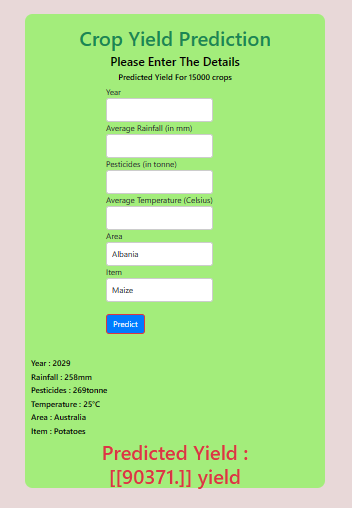 Crop Yield Prediction
Please Enter The Details
Predicted Yield For 15000 crops
Year
Average Rainfall (in mm)
Pesticides (in tonne)
Average Temperature (Celsius)
Area
Albania
Item
Maize
Predict
Year : 2029
Rainfall : 258mm
Pesticides : 269tonne
Temperature : 25°C
Area : Australia
Item : Potatoes
Predicted Yield :
[[90371.]] yield